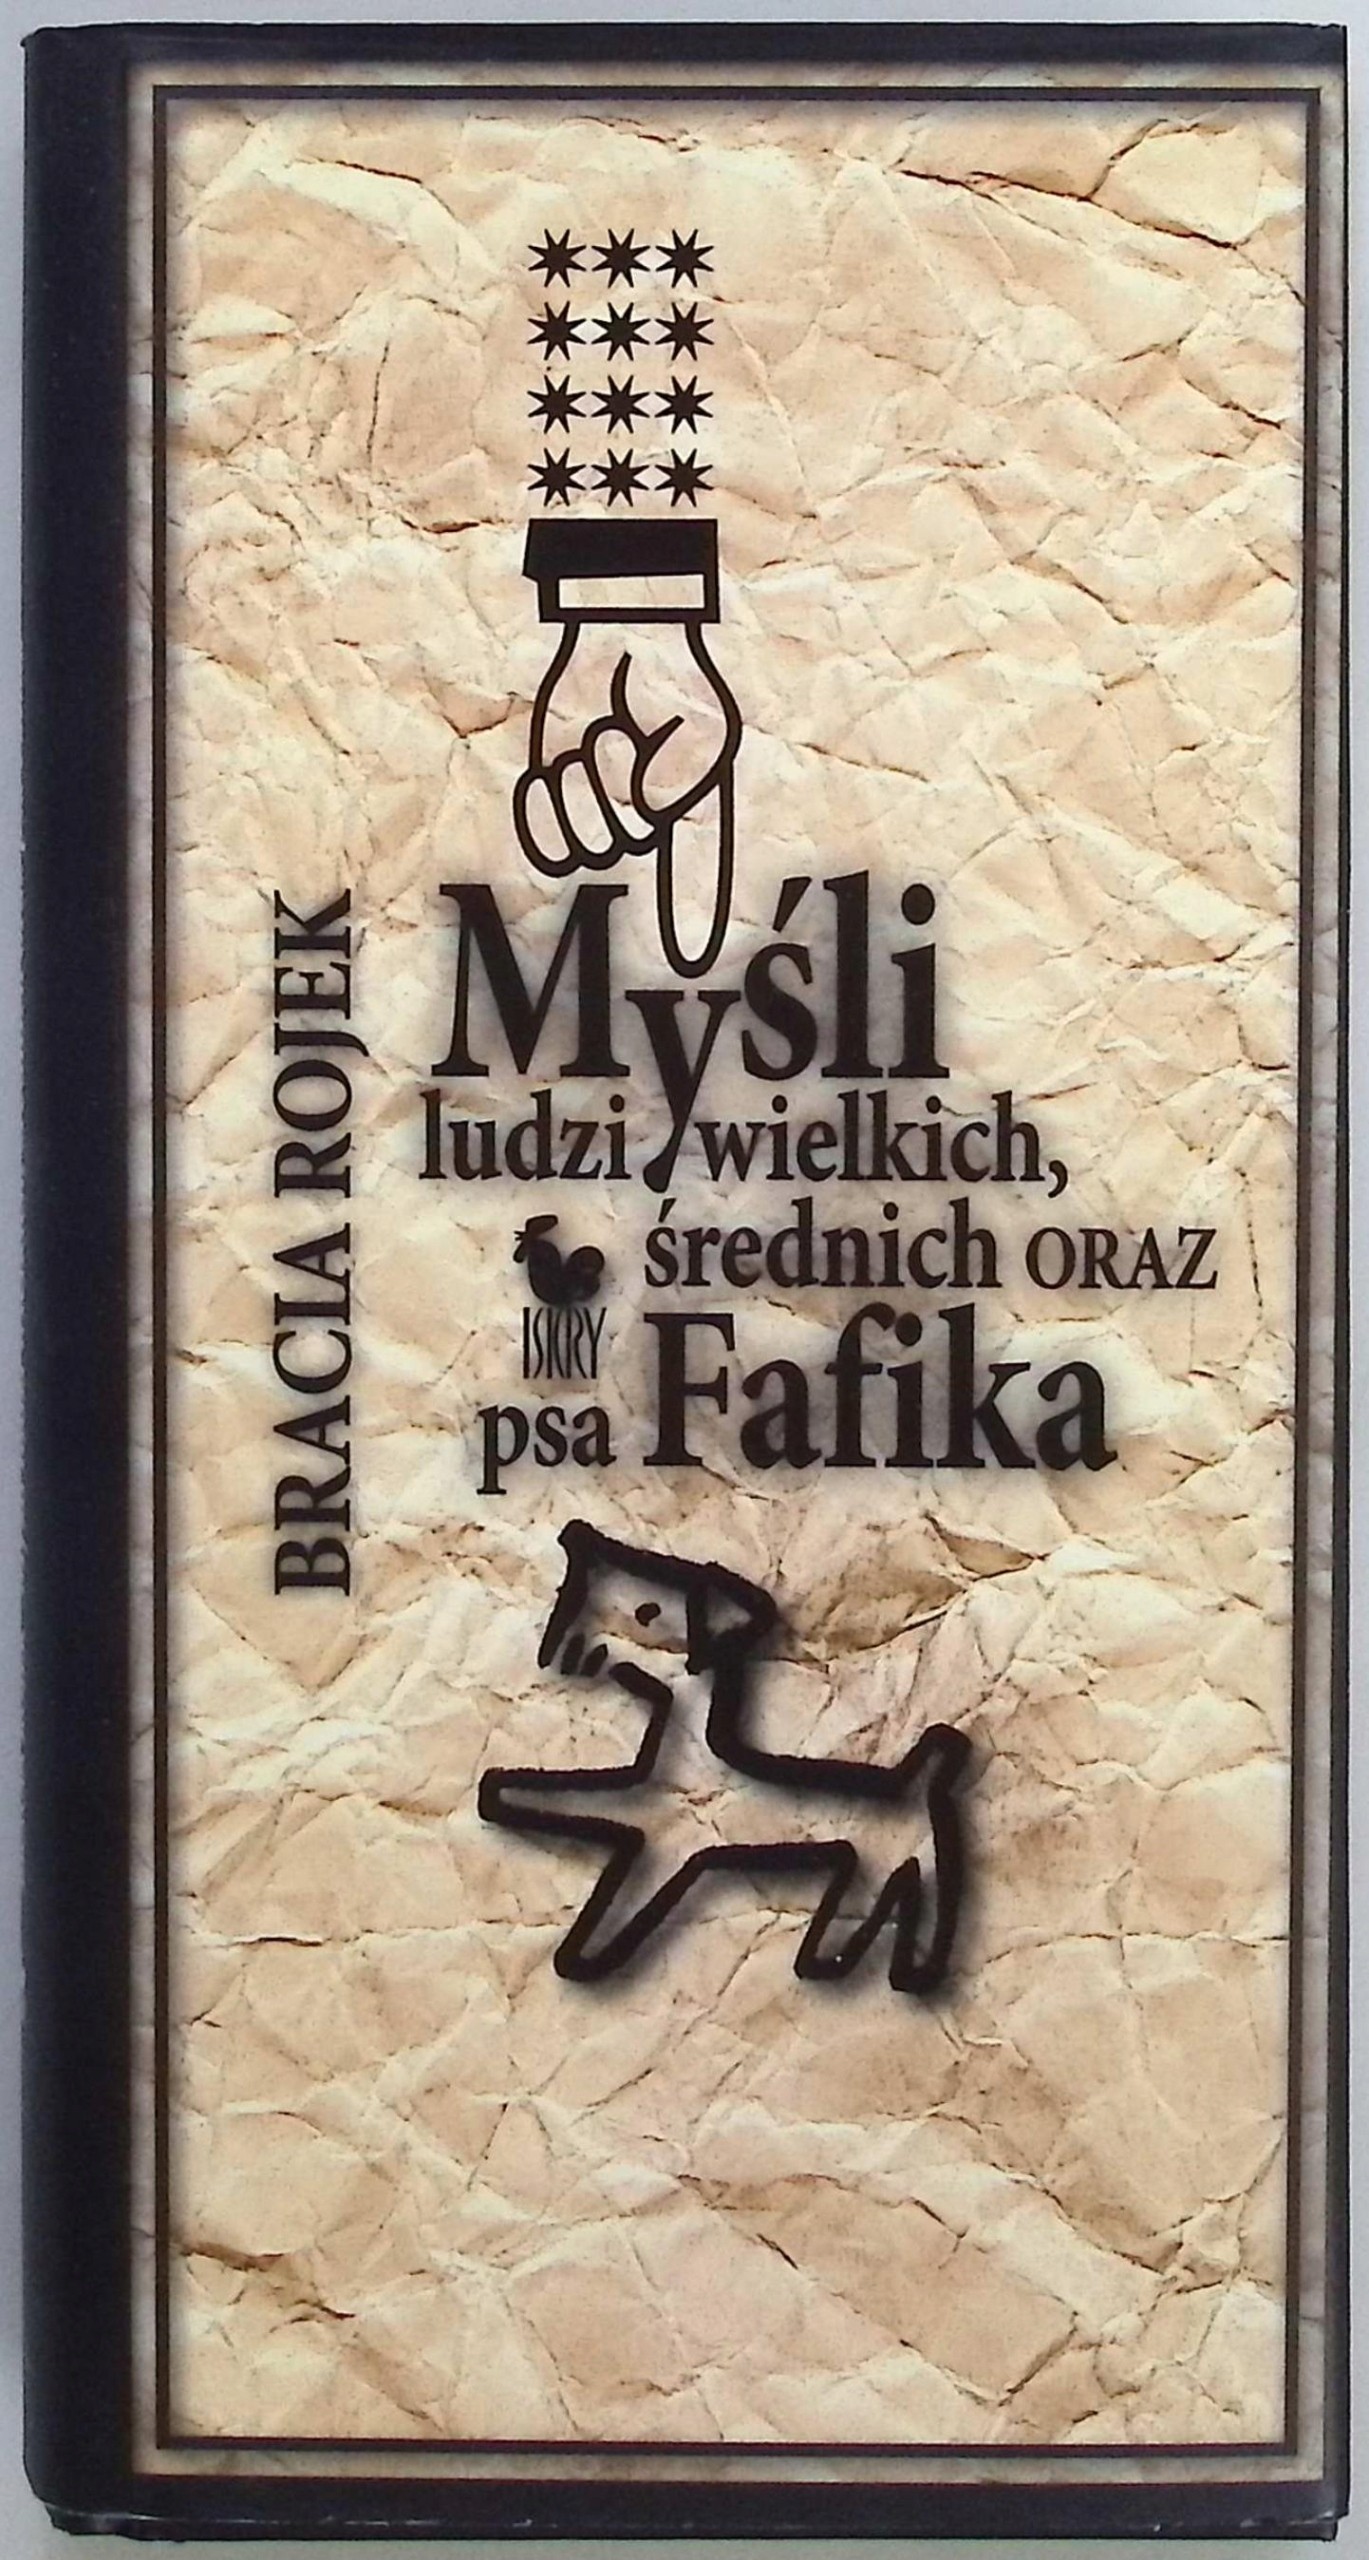 BRACIA ROJEK
Myśli
ludzi wielkich,
średnich ORAZ
ISKRY
psa Fafika